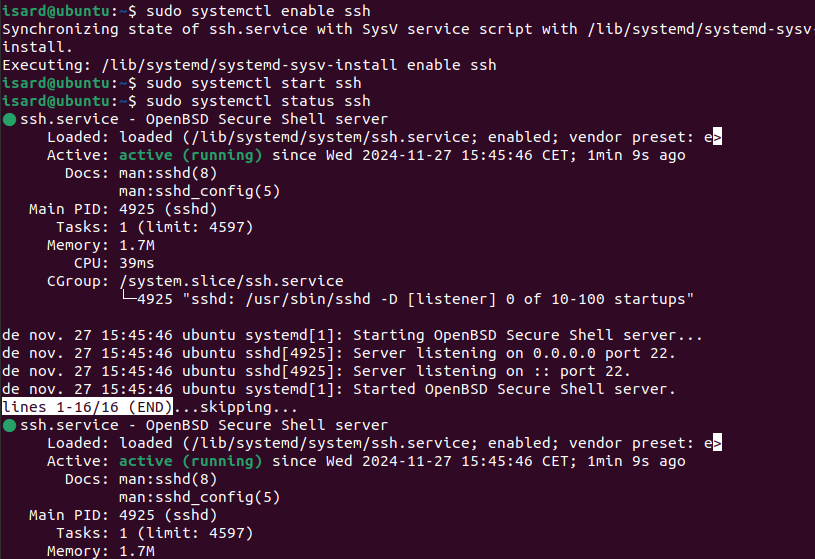 isard@ubuntu:~$ sudo systemctl enable ssh
Synchronizing state of ssh.service with SysV service script with /lib/systemd/systemd-sysv-
install.
Executing: /lib/systemd/systemd-sysv-install enable ssh
isard@ubuntu:~$ sudo systemctl start ssh
isard@ubuntu:~$ sudo systemctl status ssh
● ssh.service - OpenBSD Secure Shell server
Loaded: loaded (/lib/systemd/system/ssh.service; enabled; vendor preset: e>
Active: active (running) since Wed 2024-11-27 15:45:46 CET; 1min 9s ago
Docs: man:sshd(8)
man:sshd_config(5)
Main PID: 4925 (sshd)
Tasks: 1 (limit: 4597)
Memory: 1.7M
CPU: 39ms
CGroup: /system.slice/ssh.service
└─4925 "sshd: /usr/sbin/sshd -D [listener] 0 of 10-100 startups"
de nov. 27 15:45:46 ubuntu systemd[1]: Starting OpenBSD Secure Shell server...
de nov. 27 15:45:46 ubuntu sshd[4925]: Server listening on 0.0.0.0 port 22.
de nov. 27 15:45:46 ubuntu sshd[4925]: Server listening on :: port 22.
de nov. 27 15:45:46 ubuntu systemd[1]: Started OpenBSD Secure Shell server.
lines 1-16/16 (END)...skipping...
● ssh.service - OpenBSD Secure Shell server
Loaded: loaded (/lib/systemd/system/ssh.service; enabled; vendor preset: e>
Active: active (running) since Wed 2024-11-27 15:45:46 CET; 1min 9s ago
Docs: man:sshd(8)
man:sshd_config(5)
Main PID: 4925 (sshd)
Tasks: 1 (limit: 4597)
Memory: 1.7M